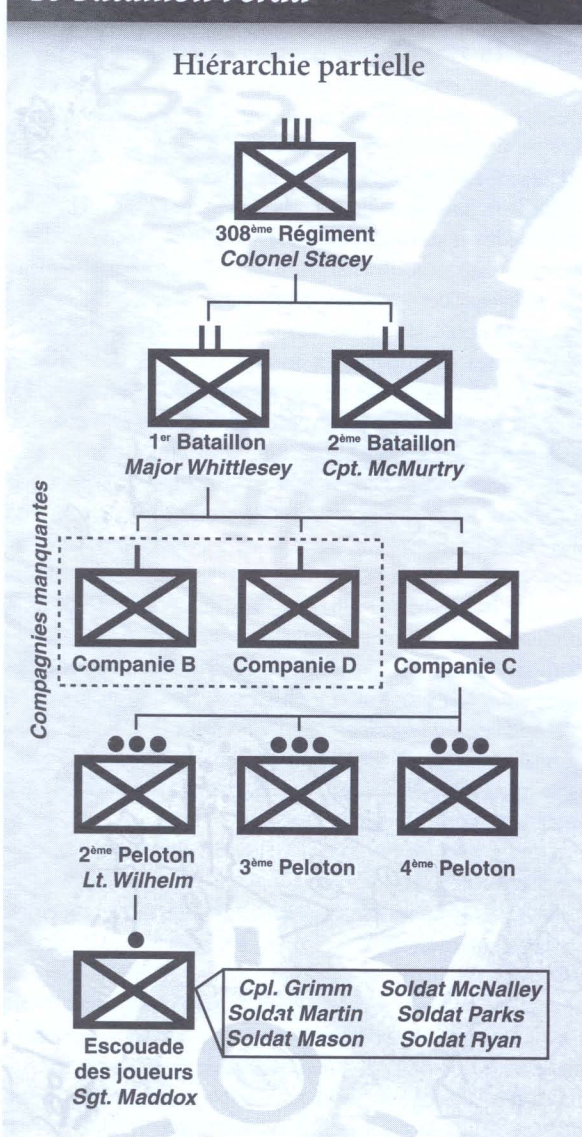 Hiérarchie partielle
308ème Régiment
Colonel Stacey
1er Bataillon
Major Whittlesey
2ème Bataillon
Cpt. McMurtry
Compagnies manquantes
Companie B
Companie D
Companie C
2ème Peloton
Lt. Wilhelm
3ème Peloton
4ème Peloton
Escouade
des joueurs
Sgt. Maddox
Cpl. Grimm Soldat McNalley
Soldat Martin Soldat Parks
Soldat Mason Soldat Ryan